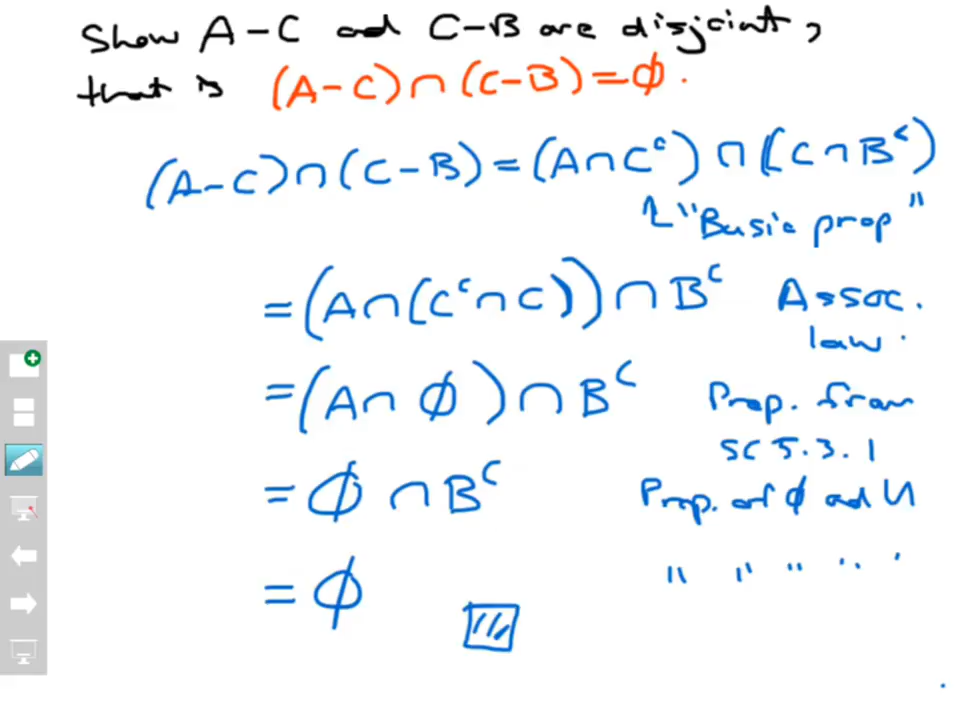 Show A-C and C-B are disjoint,
that is (A-C)∩(C-B)=∅.
(A-C)∩(C-B)=(A∩Cᶜ)∩(C∩Bᶜ)
↑ "Basic prop"
=(A∩(Cᶜ∩C))∩Bᶜ Assoc.
law.
=(A∩∅)∩Bᶜ Prop. from
SC 5.3.1
=∅∩Bᶜ Prop. of ∅ and U
=∅ " " " " "